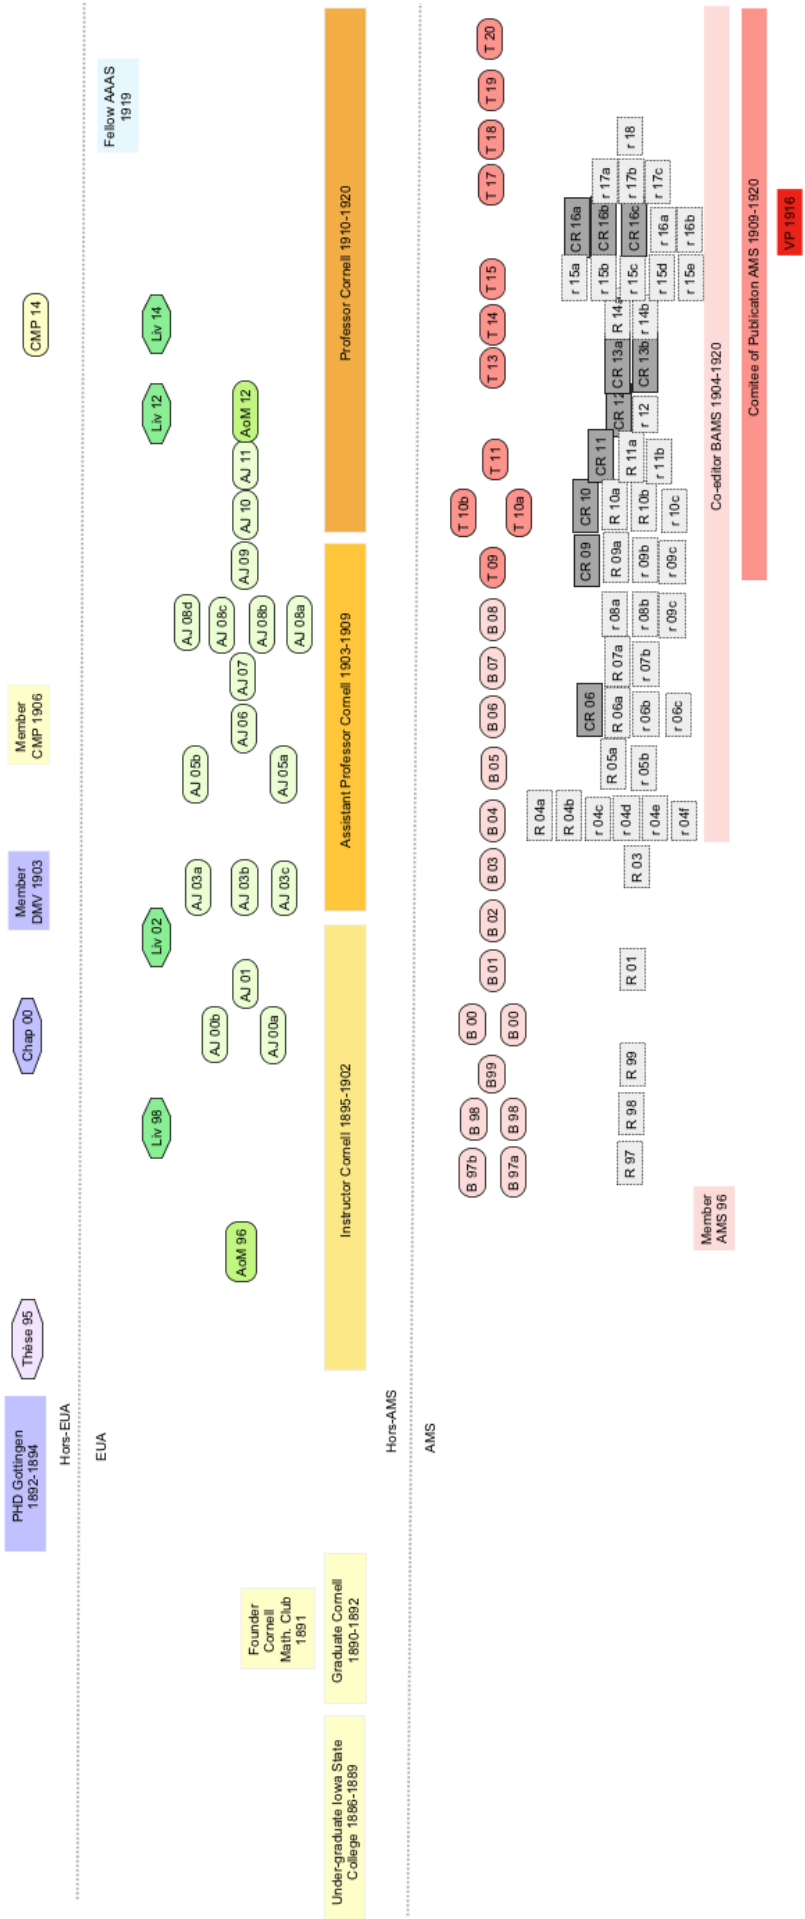 PHD Gottingen
1892-1894
Thèse 95
Chap 00
Member
DMV 1903
Member
CMP 1906
CMP 14
Hors-EUA
EUA
Fellow AAAS
1919
Liv 98
Liv 02
Liv 12
Liv 14
Founder
Cornell
Math. Club
1891
AoM 96
AJ 00b
AJ 00a
AJ 01
AJ 03a
AJ 03b
AJ 03c
AJ 05b
AJ 05a
AJ 06
AJ 07
AJ 08d
AJ 08c
AJ 08b
AJ 08a
AJ 09
AJ 10
AJ 11
AoM 12
Under-graduate Iowa State
College 1886-1889
Graduate Cornell
1890-1892
Instructor Cornell 1895-1902
Assistant Professor Cornell 1903-1909
Professor Cornell 1910-1920
Hors-AMS
AMS
B 97b
B 97a
B 98
B 98
B99
B 00
B 00
B 01
B 02
B 03
B 04
B 05
B 06
B 07
B 08
T 09
T 10b
T 10a
T 11
T 13
T 14
T 15
T 17
T 18
T19
T 20
R 97
R 98
R 99
R 01
R 03
R 04a
R 04b
r 04c
r 04d
r 04e
r 04f
R 05a
r 05b
CR 06
R 06a
r 06b
r 06c
R 07a
r 07b
r 08a
r 08b
r 09c
CR 09
R 09a
r 09b
r 09c
CR 10
R 10a
R 10b
r 10c
CR 11
R 11a
r 11b
CR 12
r 12
CR 13a
CR 13b
R 14a
r 14b
r 15a
r 15b
r 15c
r 15d
r 15e
CR 16a
CR 16b
CR 16c
r 16a
r 16b
r 17a
r 17b
r 17c
r 18
Member
AMS 96
Co-editor BAMS 1904-1920
Comitee of Publicaton AMS 1909-1920
VP 1916